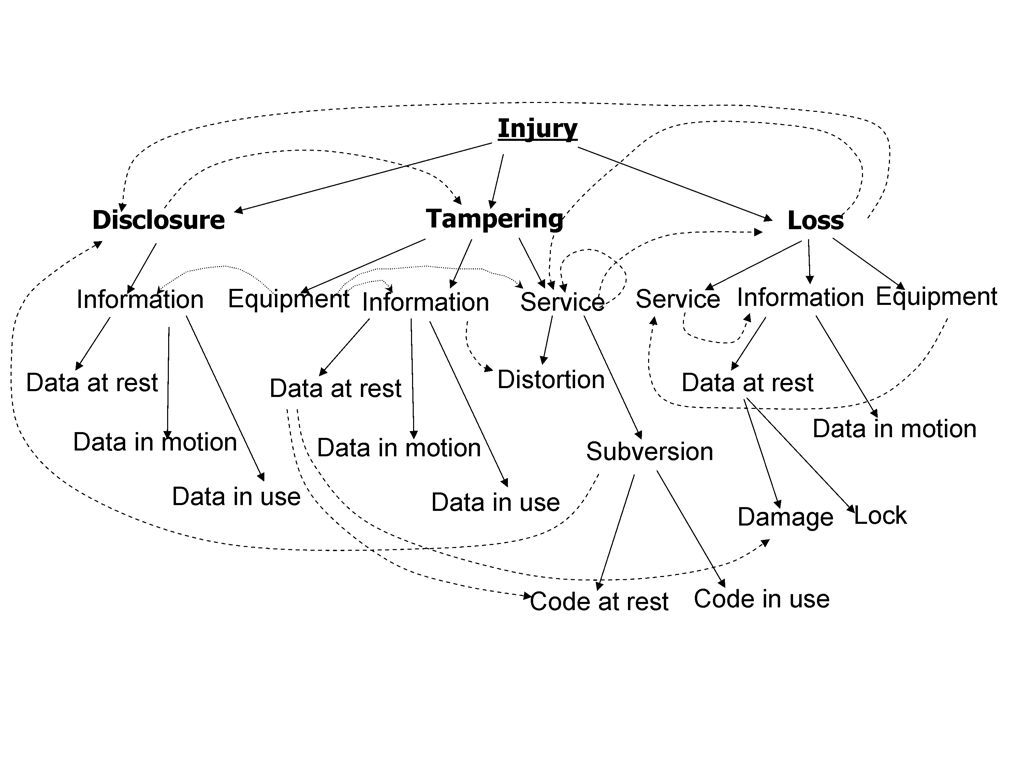 Injury
Disclosure
Tampering
Loss
Information
Equipment
Information
Service
Service
Information
Equipment
Data at rest
Data at rest
Distortion
Data at rest
Data in motion
Data in motion
Subversion
Data in motion
Data in use
Data in use
Damage
Lock
Code at rest
Code in use